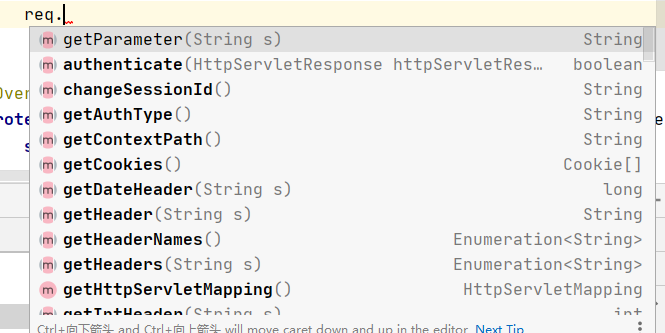 req.
getParameter(String s) String
authenticate(HttpServletResponse httpServletRes… boolean
changeSessionId() String
getAuthType() String
getContextPath() String
getCookies() Cookie[]
getDateHeader(String s) long
getHeader(String s) String
getHeaderNames() Enumeration<String>
getHeaders(String s) Enumeration<String>
getHttpServletMapping() HttpServletMapping
getIntHeader(String s) int
Ctrl+向下箭头 and Ctrl+向上箭头 will move caret down and up in the editor Next Tip